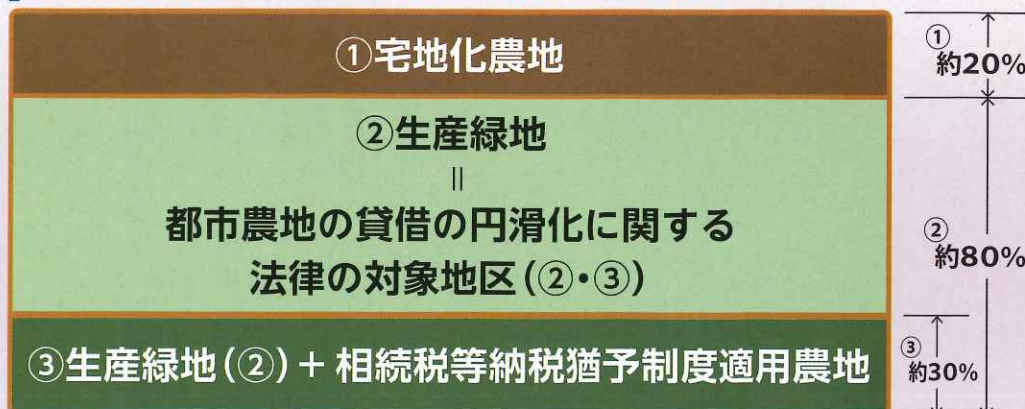 ①宅地化農地
②生産緑地
॥
都市農地の貸借の円滑化に関する
法律の対象地区(②・③)
③生産緑地(②)+相続税等納税猶予制度適用農地
①
約20%
②
約80%
③
約30%